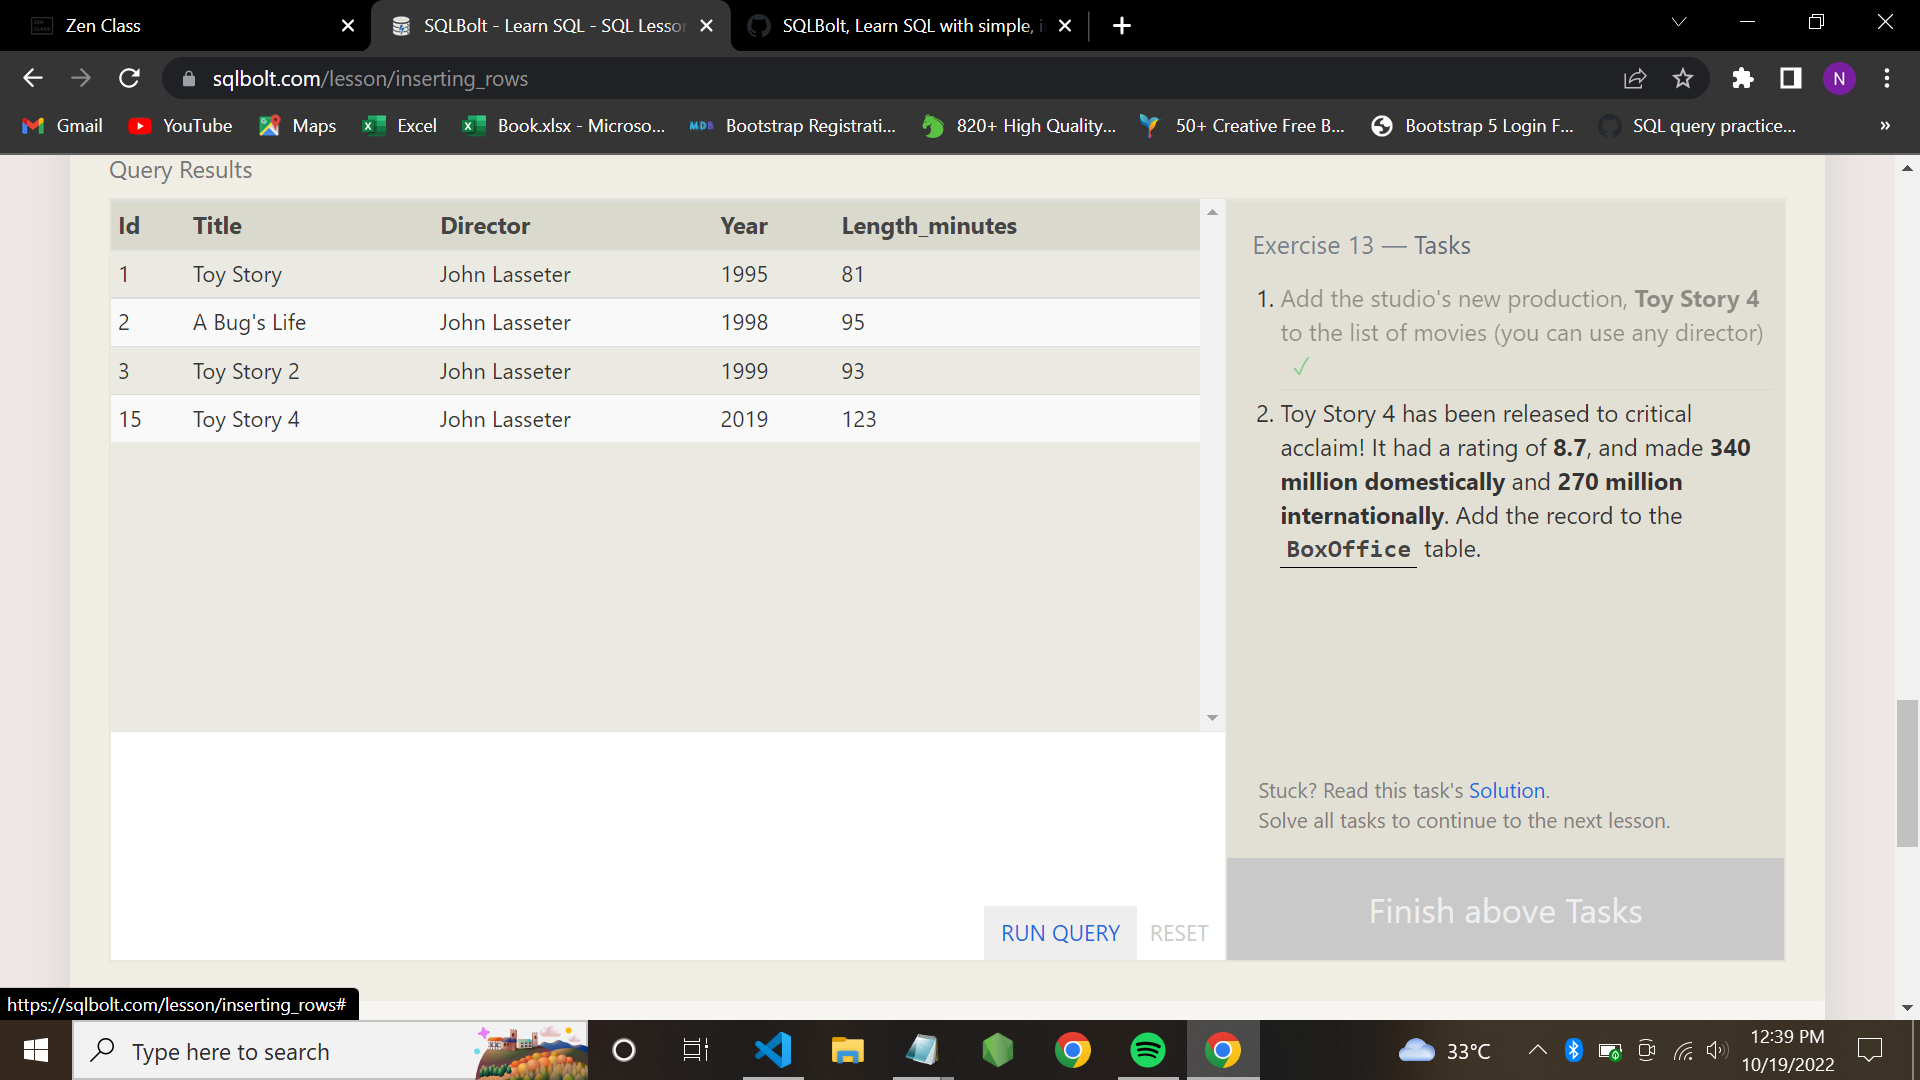 Zen Class
SQLBolt - Learn SQL - SQL Lesso
SQLBolt, Learn SQL with simple, i
sqlbolt.com/lesson/inserting_rows
N
Gmail
YouTube
Maps
Excel
Book.xlsx - Microso...
MDB
Bootstrap Registrati...
820+ High Quality...
50+ Creative Free B...
Bootstrap 5 Login F...
SQL query practice...
»
Query Results
Id Title Director Year Length_minutes
1 Toy Story John Lasseter 1995 81
2 A Bug's Life John Lasseter 1998 95
3 Toy Story 2 John Lasseter 1999 93
15 Toy Story 4 John Lasseter 2019 123
Exercise 13 — Tasks
1. Add the studio's new production, Toy Story 4
to the list of movies (you can use any director)
✓
2. Toy Story 4 has been released to critical
acclaim! It had a rating of 8.7, and made 340
million domestically and 270 million
internationally. Add the record to the
BoxOffice table.
Stuck? Read this task's Solution.
Solve all tasks to continue to the next lesson.
RUN QUERY RESET
Finish above Tasks
https://sqlbolt.com/lesson/inserting_rows#
Type here to search
33°C
12:39 PM
10/19/2022